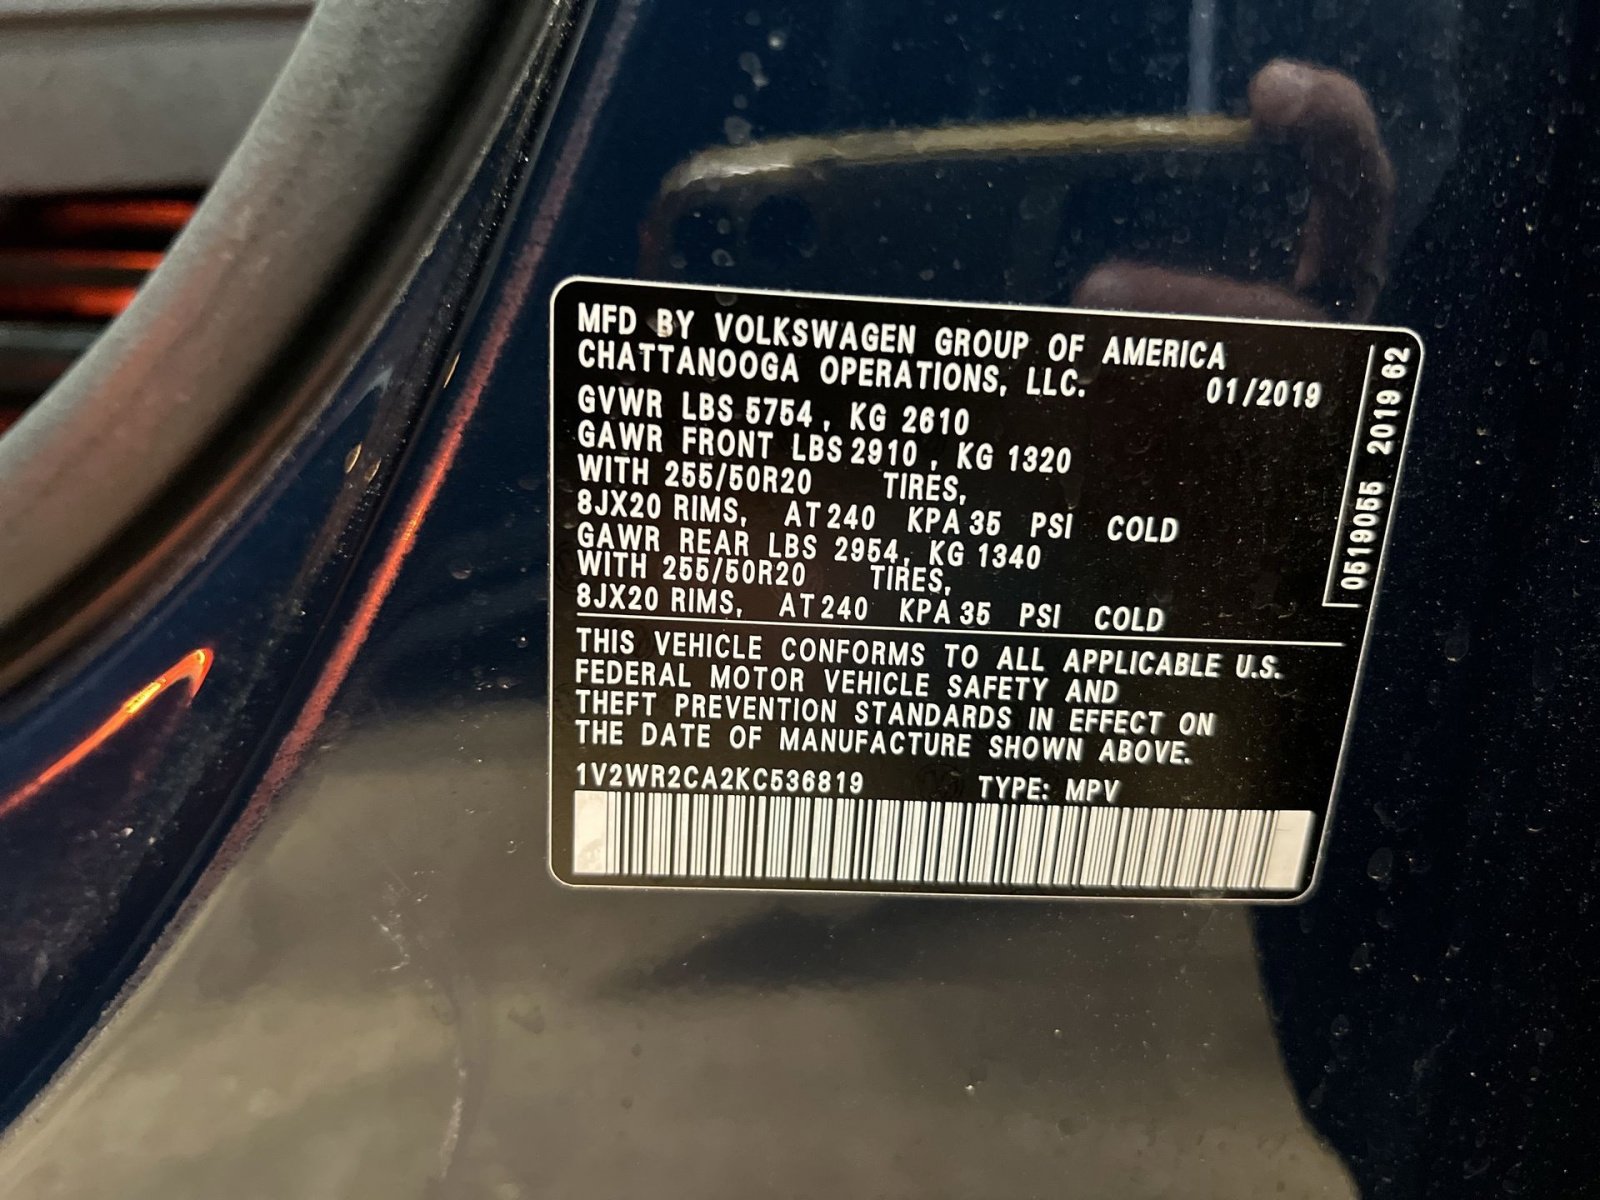 MFD BY VOLKSWAGEN GROUP OF AMERICA
CHATTANOOGA OPERATIONS, LLC. 01/2019
GVWR LBS 5754, KG 2610
GAWR FRONT LBS 2910, KG 1320
WITH 255/50R20 TIRES,
8JX20 RIMS, AT 240 KPA 35 PSI COLD
GAWR REAR LBS 2954, KG 1340
WITH 255/50R20 TIRES,
8JX20 RIMS, AT 240 KPA 35 PSI COLD
THIS VEHICLE CONFORMS TO ALL APPLICABLE U.S.
FEDERAL MOTOR VEHICLE SAFETY AND
THEFT PREVENTION STANDARDS IN EFFECT ON
THE DATE OF MANUFACTURE SHOWN ABOVE.
1V2WR2CA2KC536819 TYPE: MPV
0519055 2019 62